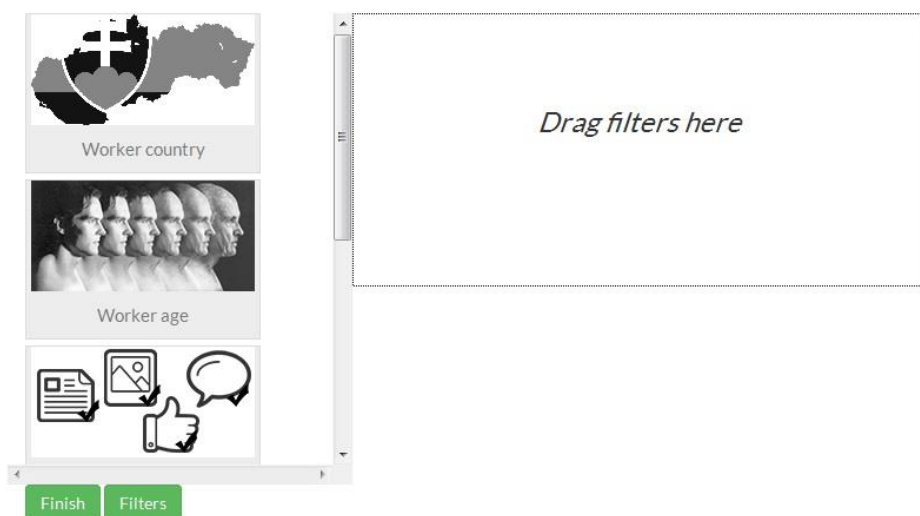 Worker country
Drag filters here
Worker age
Finish Filters